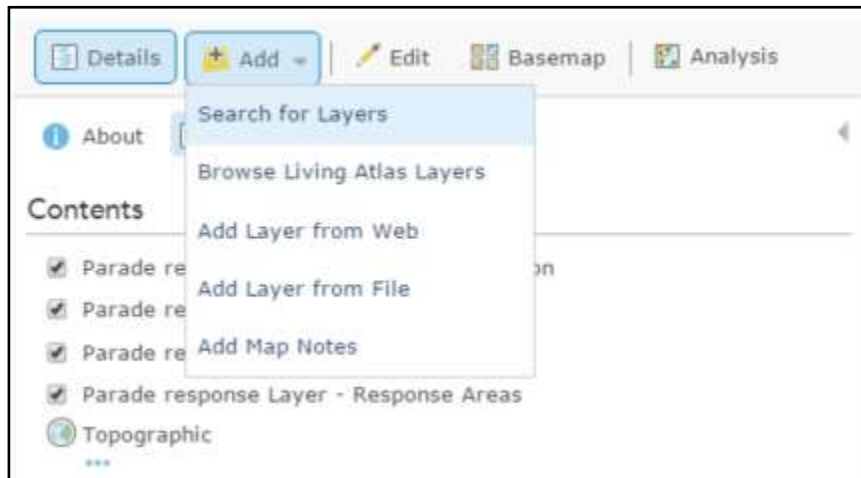 Details Add Edit Basemap Analysis
Search for Layers
About
Browse Living Atlas Layers
Contents
Add Layer from Web
Parade re on
Add Layer from File
Parade re
Add Map Notes
Parade re
Parade response Layer - Response Areas
Topographic